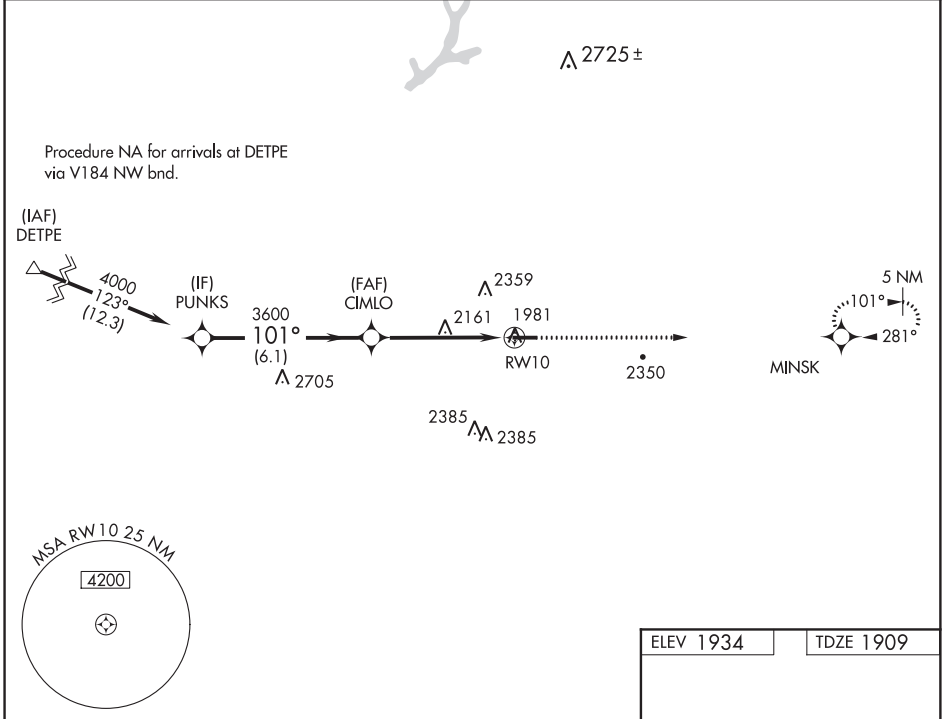 2725 ±
Procedure NA for arrivals at DETPE
via V184 NW bnd.
(IAF)
DETPE
4000
123°
(12.3)
(IF)
PUNKS
3600
101°
(6.1)
2705
(FAF)
CIMLO
2161
2359
1981
RW10
2350
2385
2385
5 NM
101°
281°
MINSK
MSA RW10 25 NM
4200
ELEV 1934
TDZE 1909